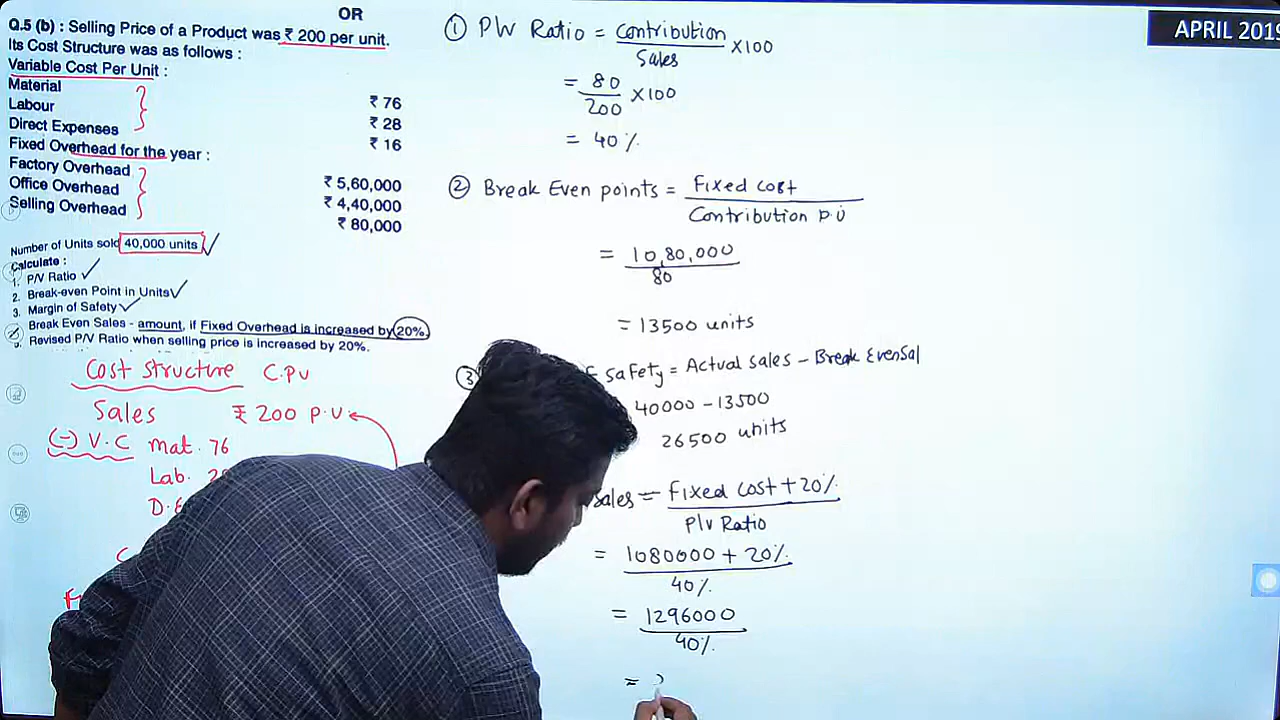 OR
Q.5 (b) : Selling Price of a Product was ₹ 200 per unit.
Its Cost Structure was as follows :
Variable Cost Per Unit :
Material ₹ 76
Labour ₹ 28
Direct Expenses ₹ 16
Fixed Overhead for the year :
Factory Overhead ₹ 5,60,000
Office Overhead ₹ 4,40,000
Selling Overhead ₹ 80,000
Number of Units sold 40,000 units
Calculate :
1. P/V Ratio
2. Break-even Point in Units
3. Margin of Safety
Break Even Sales - amount, if Fixed Overhead is increased by 20%.
Revised P/V Ratio when selling price is increased by 20%.
Cost Structure C.P.U
Sales ₹ 200 P.U
(-) V.C mat. 76
Lab.
D.E
APRIL 2019
① P/V Ratio = Contribution / Sales ×100
= 80 / 200 ×100
= 40%
② Break Even points = Fixed cost / Contribution p.u
= 10,80,000 / 80
= 13500 units
③ Safety = Actual sales - Break Even Sal
40000 - 13500
26500 units
Sales = Fixed cost + 20% / P/V Ratio
= 1080000 + 20% / 40%
= 1296000 / 40%
=